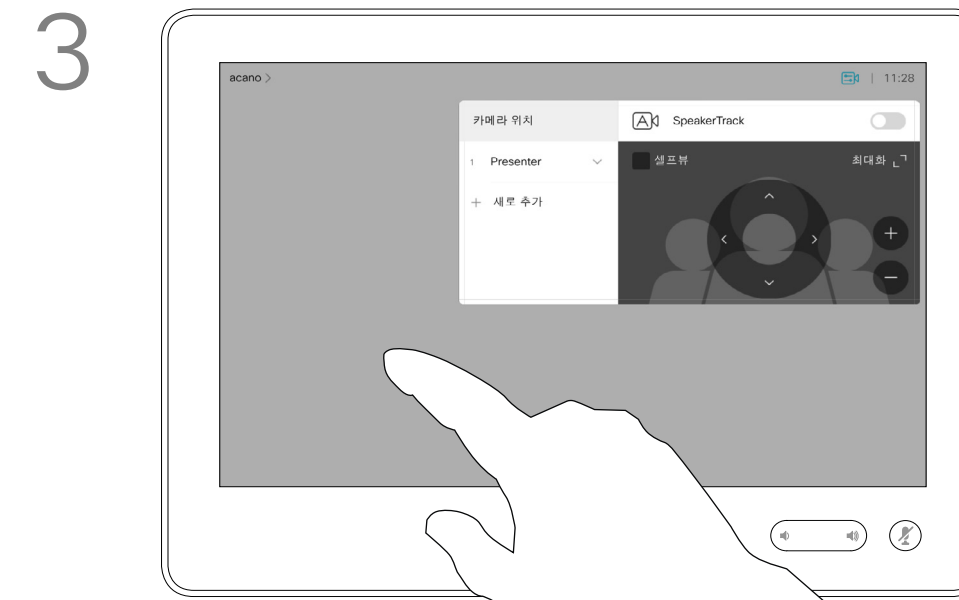 3
acano >
11:28
카메라 위치
SpeakerTrack
1 Presenter
셀프뷰
최대화
+ 새로 추가